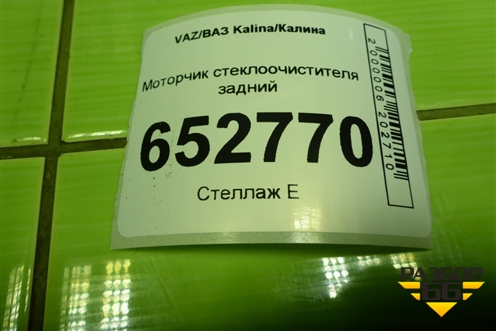 VAZ/ВАЗ Kalina/Калина
Моторчик стеклоочистителя
задний
652770
Стеллаж Е
2000006202710
РАЗБОР
66